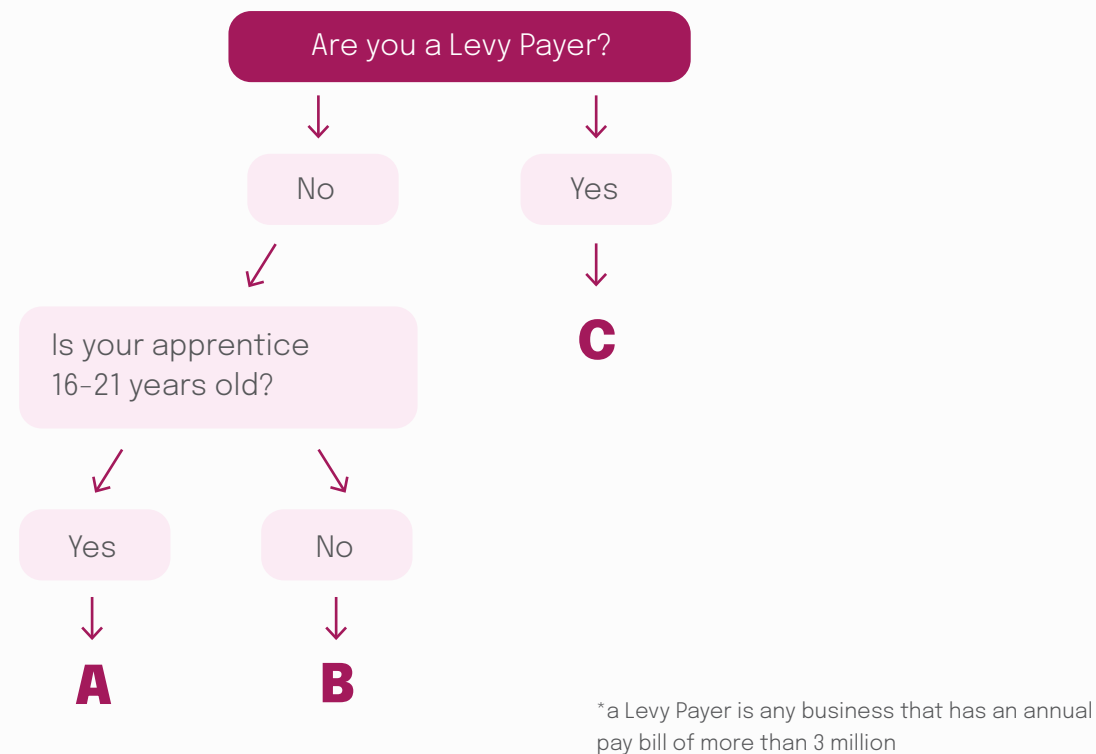 Are you a Levy Payer?
No
Yes
C
Is your apprentice
16-21 years old?
Yes
No
A
B
*a Levy Payer is any business that has an annual
pay bill of more than 3 million